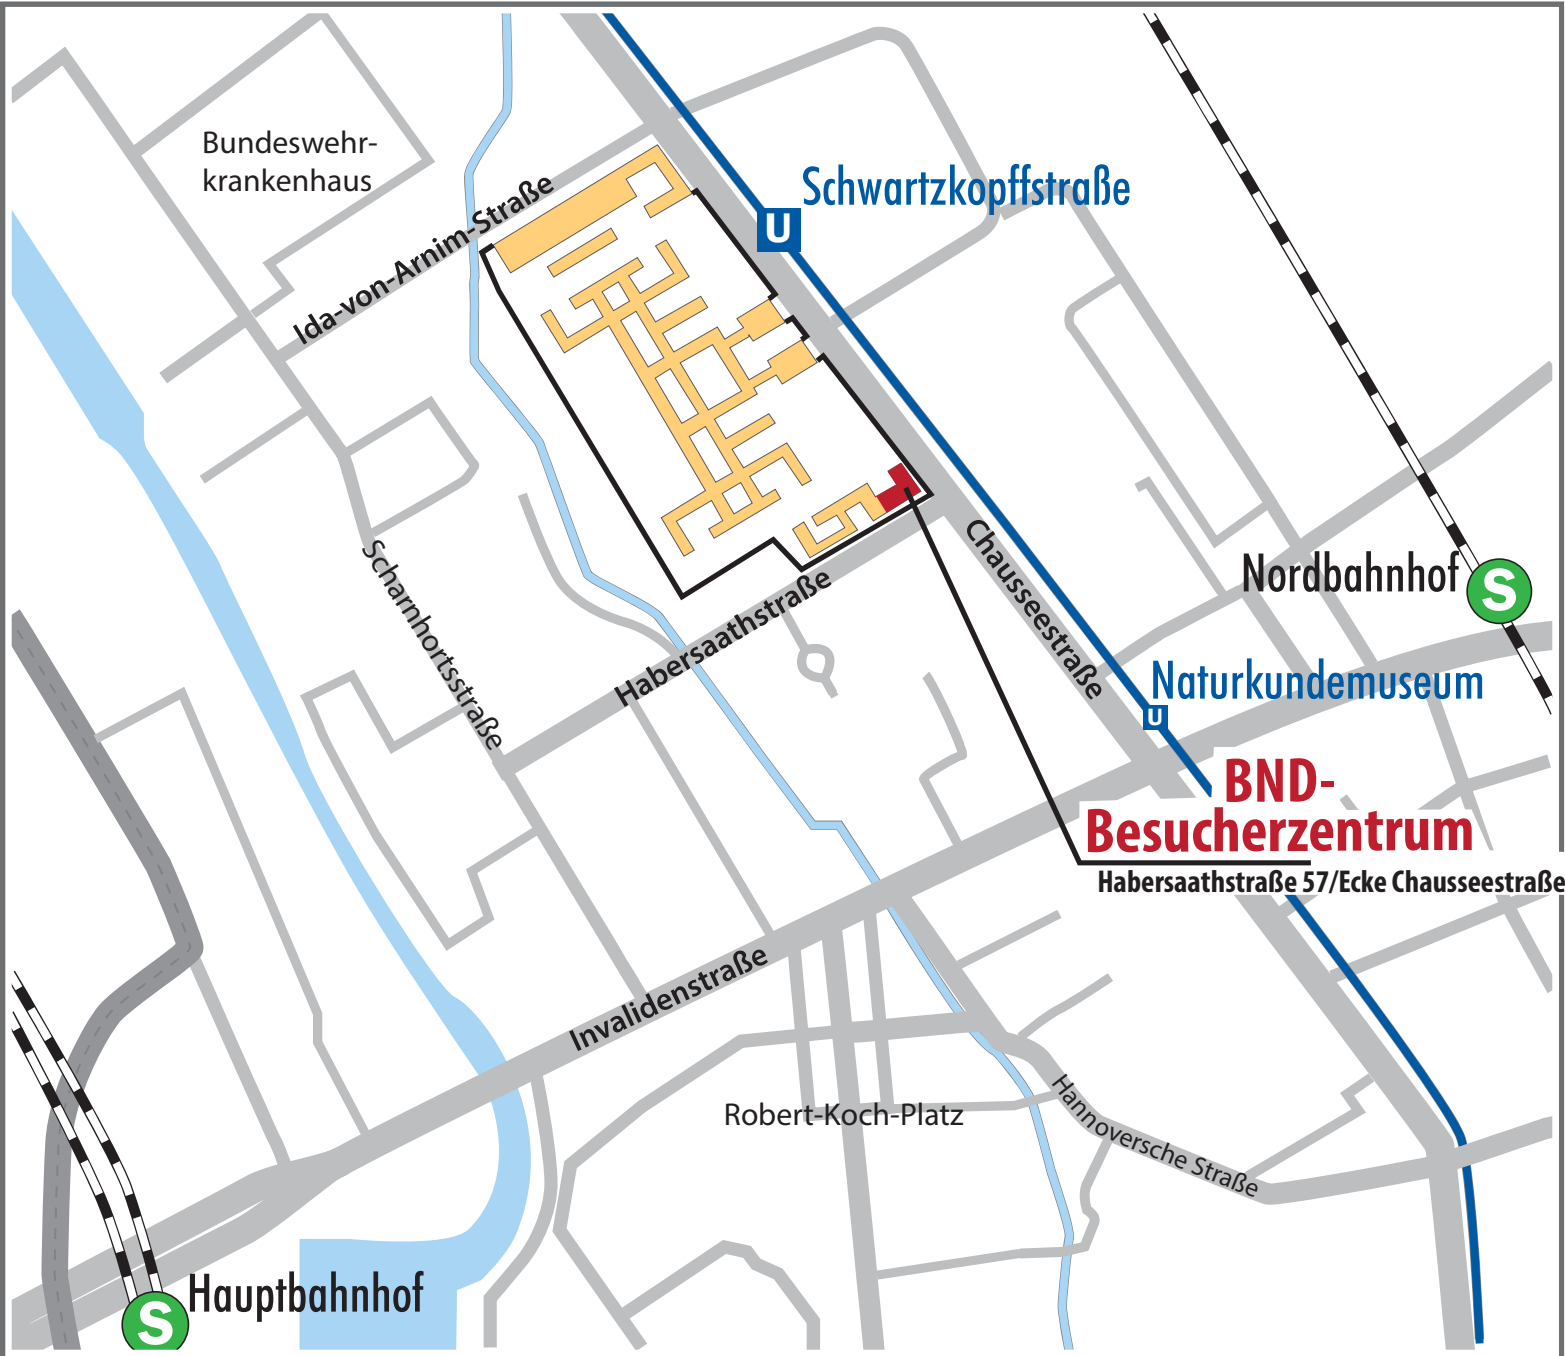 Bundeswehr-
krankenhaus
Ida-von-Arnim-Straße
Schwartzkopffstraße
U
Scharnhortsstraße
Habersaathstraße
Chausseestraße
Nordbahnhof
S
Naturkundemuseum
U
BND-
Besucherzentrum
Habersaathstraße 57/Ecke Chausseestraße
Invalidenstraße
Robert-Koch-Platz
Hannoversche Straße
Hauptbahnhof
S